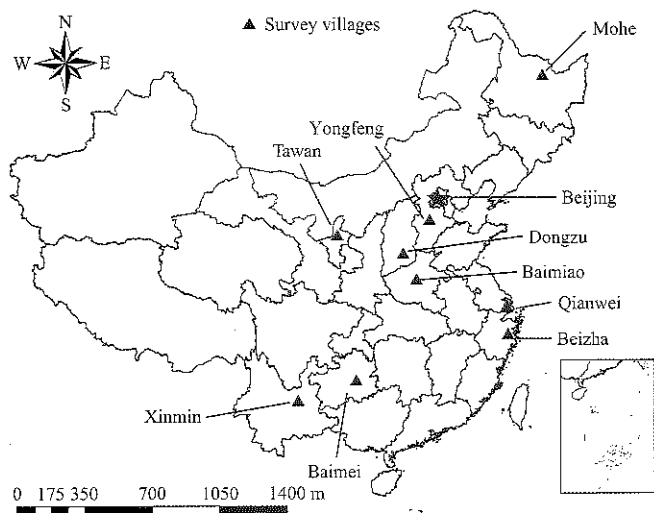 Survey villages
N
W E
S
Mohe
Yongfeng
Tawan
Beijing
Dongzu
Baimiao
Qianwei
Beizha
Xinmin
Baimei
0 175 350 700 1050 1400 m